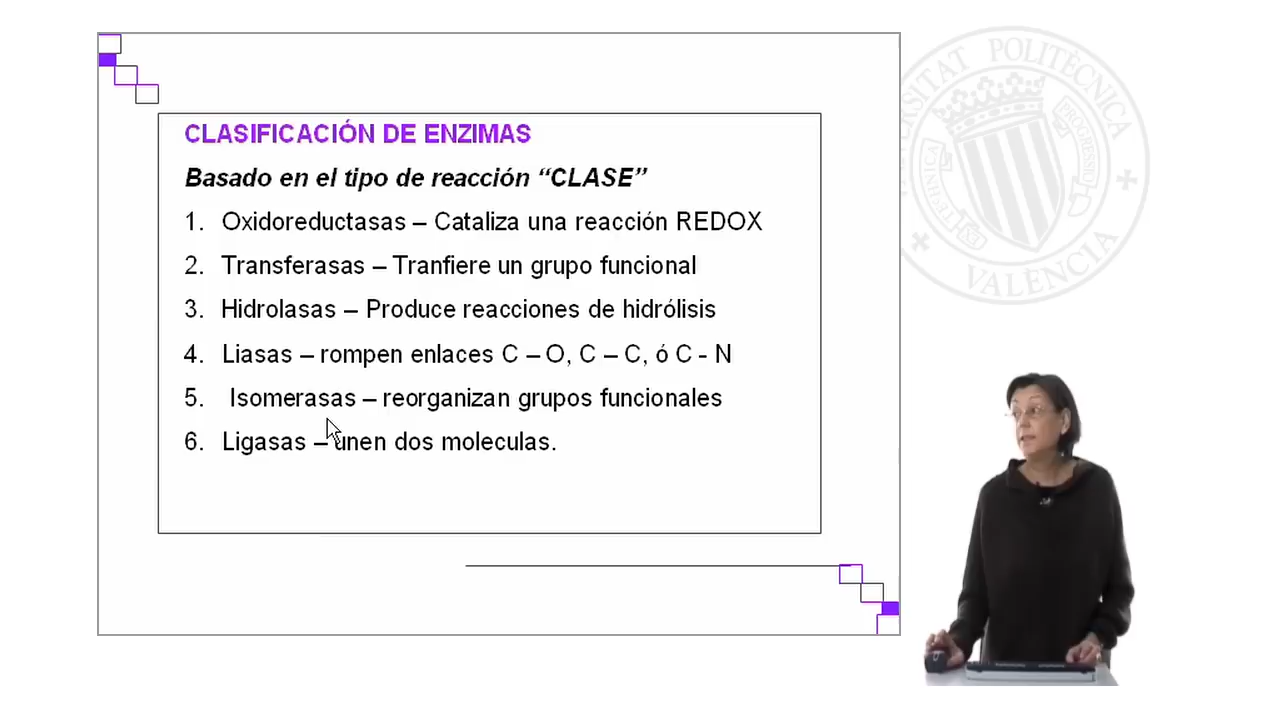 CLASIFICACIÓN DE ENZIMAS
Basado en el tipo de reacción “CLASE”
1. Oxidoreductasas – Cataliza una reacción REDOX
2. Transferasas – Tranfiere un grupo funcional
3. Hidrolasas – Produce reacciones de hidrólisis
4. Liasas – rompen enlaces C – O, C – C, ó C - N
5. Isomerasas – reorganizan grupos funcionales
6. Ligasas – unen dos moleculas.
POLITÈCNICA
VALÈNCIA